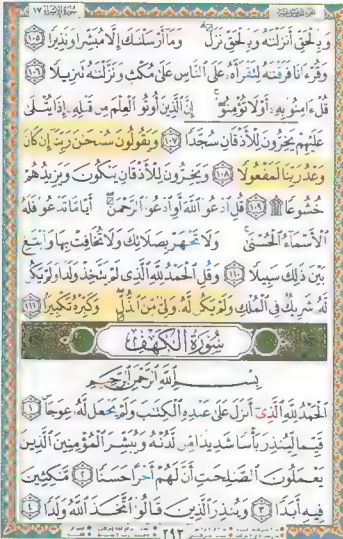 سُورَةُ الإِسْرَاءِ ١٧
وَبِالْحَقِّ أَنزَلْنَاهُ وَبِالْحَقِّ نَزَلَ وَمَا أَرْسَلْنَاكَ إِلَّا مُبَشِّرًا وَنَذِيرًا ١٠٥
وَقُرْءَانًا فَرَقْنَاهُ لِتَقْرَأَهُ عَلَى النَّاسِ عَلَىٰ مُكْثٍ وَنَزَّلْنَاهُ تَنزِيلًا ١٠٦
قُلْ ءَامِنُوا بِهِ أَوْ لَا تُؤْمِنُوا إِنَّ الَّذِينَ أُوتُوا الْعِلْمَ مِن قَبْلِهِ إِذَا يُتْلَىٰ
عَلَيْهِمْ يَخِرُّونَ لِلْأَذْقَانِ سُجَّدًا ١٠٧ وَيَقُولُونَ سُبْحَانَ رَبِّنَا إِن كَانَ
وَعْدُ رَبِّنَا لَمَفْعُولًا ١٠٨ وَيَخِرُّونَ لِلْأَذْقَانِ يَبْكُونَ وَيَزِيدُهُمْ
خُشُوعًا ١٠٩ قُلِ ادْعُوا اللَّهَ أَوِ ادْعُوا الرَّحْمَٰنَ أَيًّا مَّا تَدْعُوا فَلَهُ
الْأَسْمَاءُ الْحُسْنَىٰ وَلَا تَجْهَرْ بِصَلَاتِكَ وَلَا تُخَافِتْ بِهَا وَابْتَغِ
بَيْنَ ذَٰلِكَ سَبِيلًا ١١٠ وَقُلِ الْحَمْدُ لِلَّهِ الَّذِي لَمْ يَتَّخِذْ وَلَدًا وَلَمْ يَكُن
لَّهُ شَرِيكٌ فِي الْمُلْكِ وَلَمْ يَكُن لَّهُ وَلِيٌّ مِّنَ الذُّلِّ وَكَبِّرْهُ تَكْبِيرًا ١١١
سُورَةُ الْكَهْفِ
بِسْمِ اللَّهِ الرَّحْمَٰنِ الرَّحِيمِ
الْحَمْدُ لِلَّهِ الَّذِي أَنزَلَ عَلَىٰ عَبْدِهِ الْكِتَابَ وَلَمْ يَجْعَل لَّهُ عِوَجًا ١
قَيِّمًا لِّيُنذِرَ بَأْسًا شَدِيدًا مِّن لَّدُنْهُ وَيُبَشِّرَ الْمُؤْمِنِينَ الَّذِينَ
يَعْمَلُونَ الصَّالِحَاتِ أَنَّ لَهُمْ أَجْرًا حَسَنًا ٢ مَّاكِثِينَ
فِيهِ أَبَدًا ٣ وَيُنذِرَ الَّذِينَ قَالُوا اتَّخَذَ اللَّهُ وَلَدًا ٤
٢٩٣